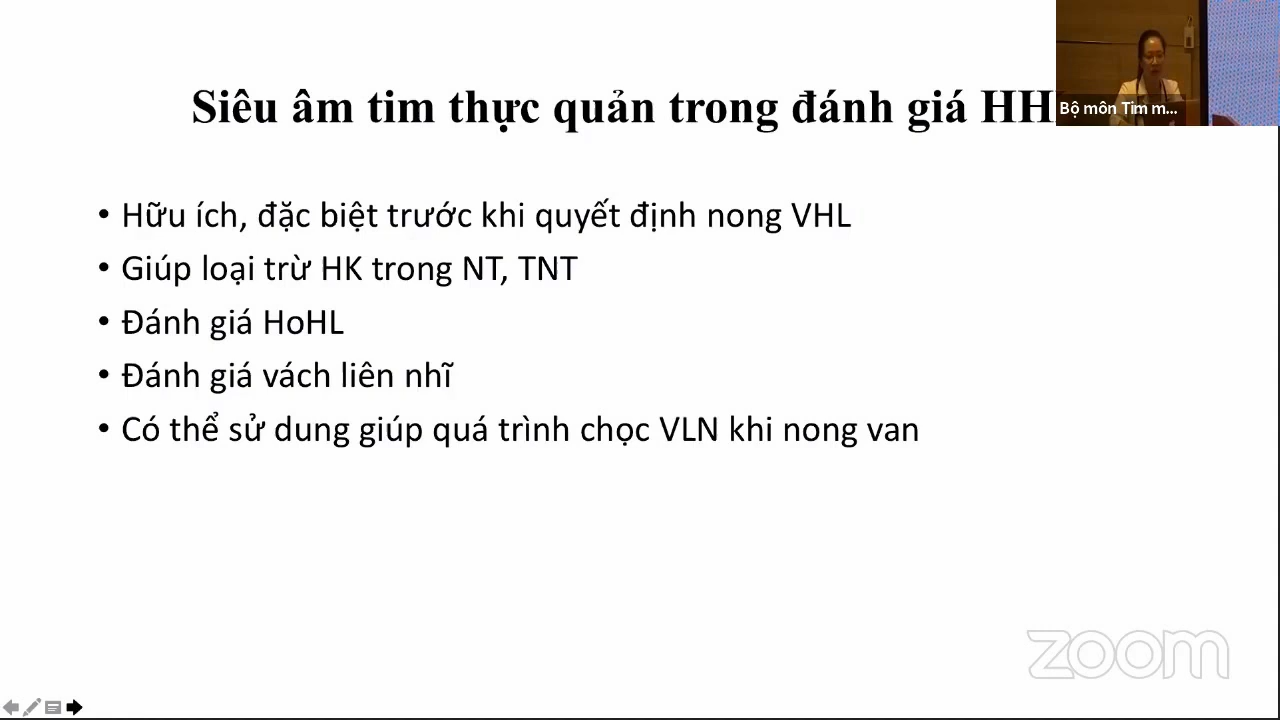 Siêu âm tim thực quản trong đánh giá
Bộ môn Tim m...
• Hữu ích, đặc biệt trước khi quyết định nong VHL
• Giúp loại trừ HK trong NT, TNT
• Đánh giá HoHL
• Đánh giá vách liên nhĩ
• Có thể sử dung giúp quá trình chọc VLN khi nong van
zoom